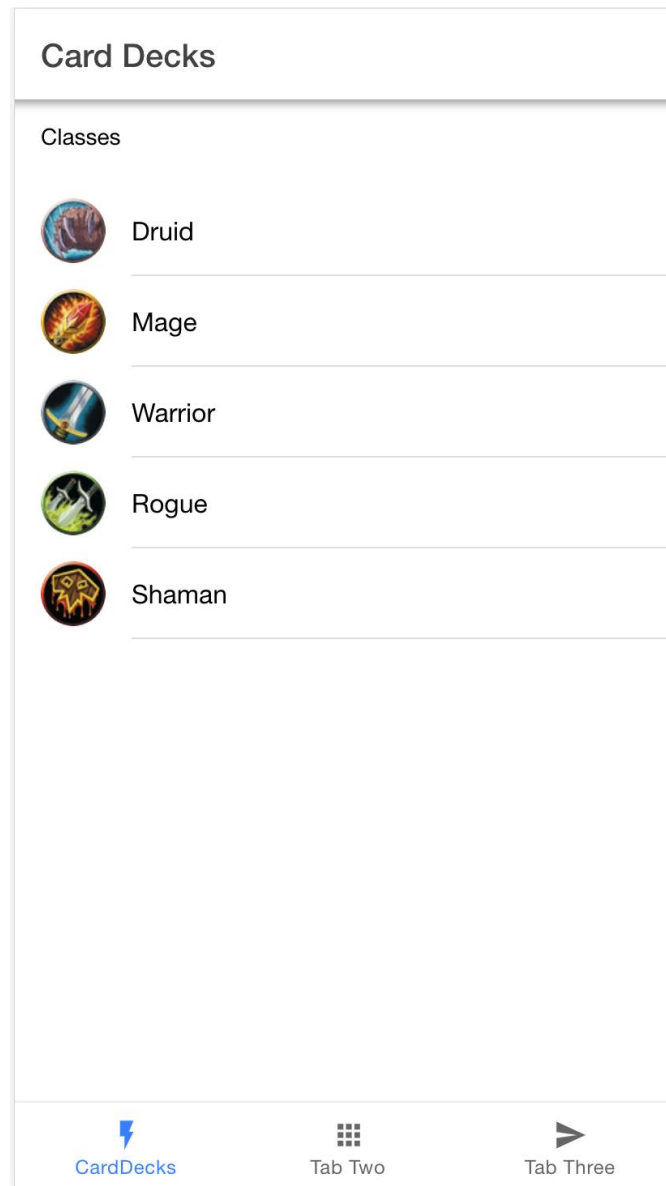 Card Decks
Classes
Druid
Mage
Warrior
Rogue
Shaman
CardDecks
Tab Two
Tab Three